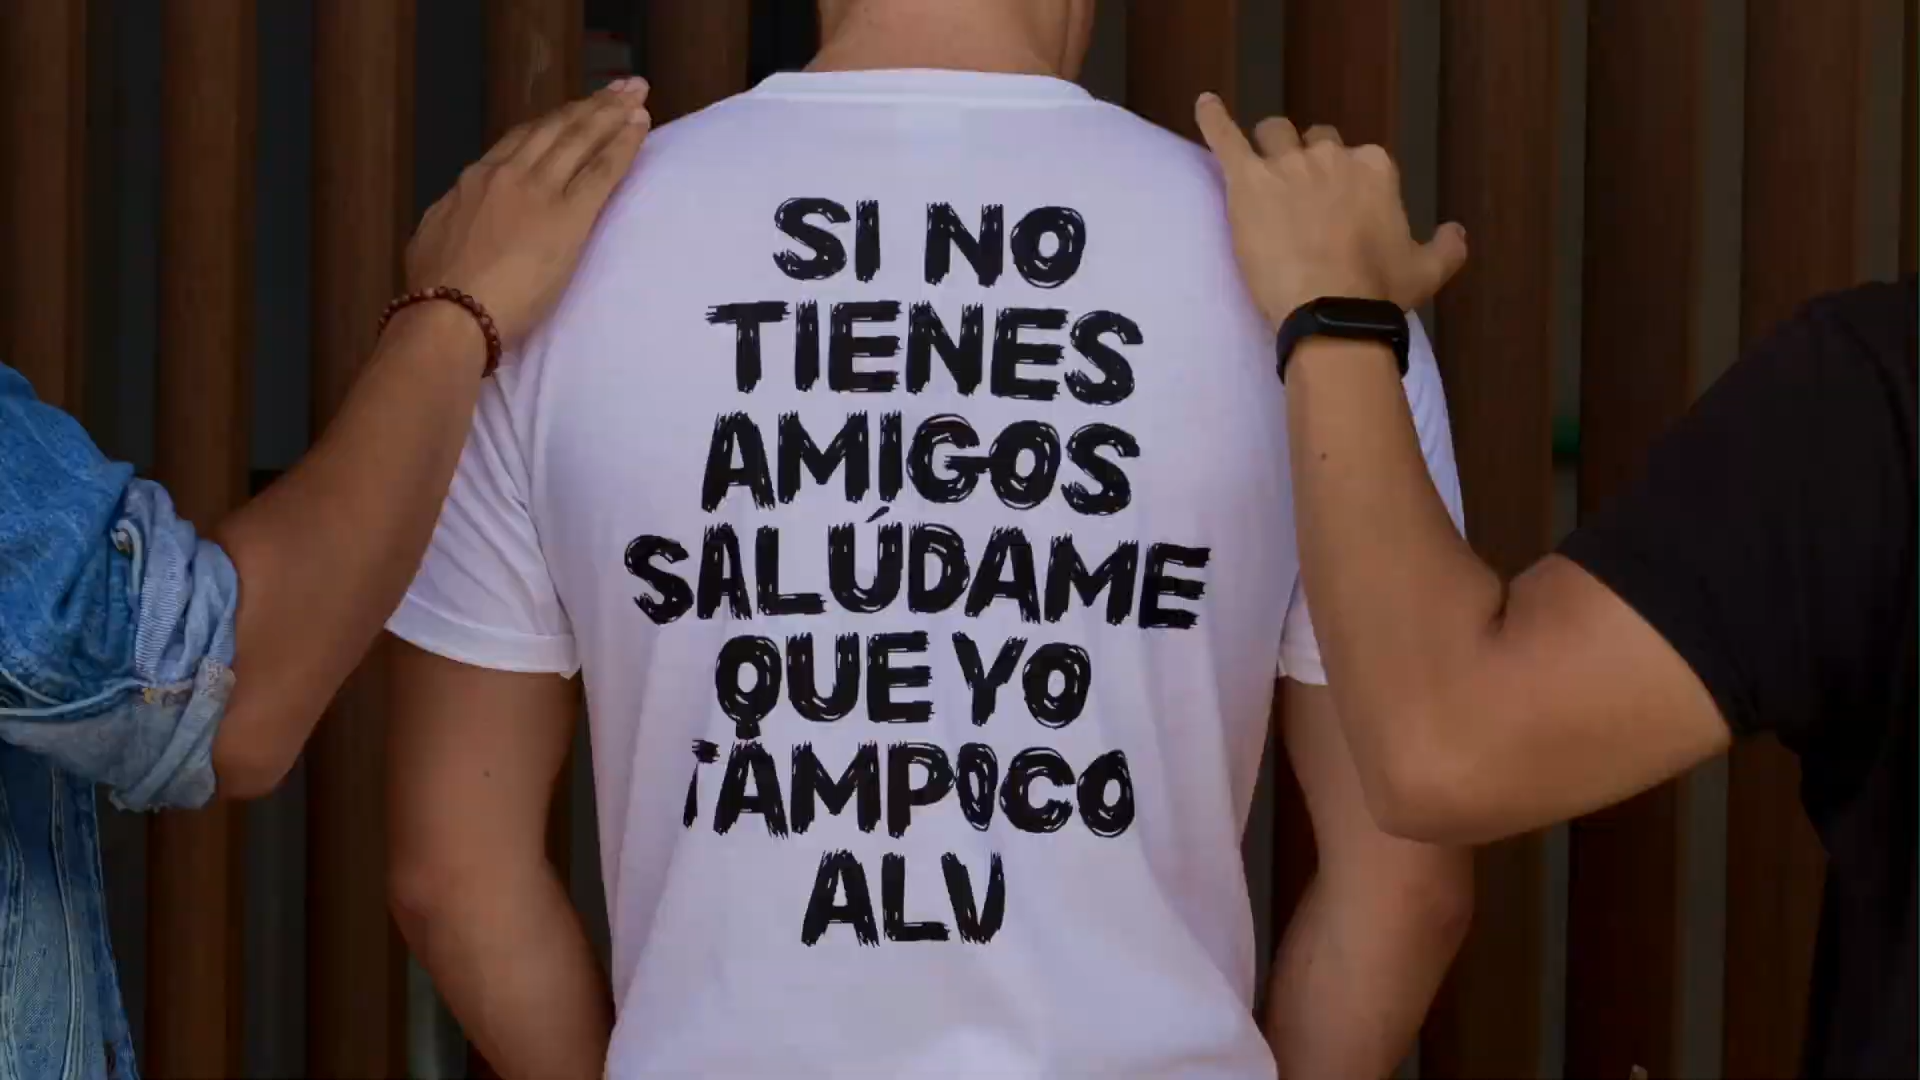 SI NO
TIENES
AMIGOS
SALÚDAME
QUE YO
TAMPOCO
ALV